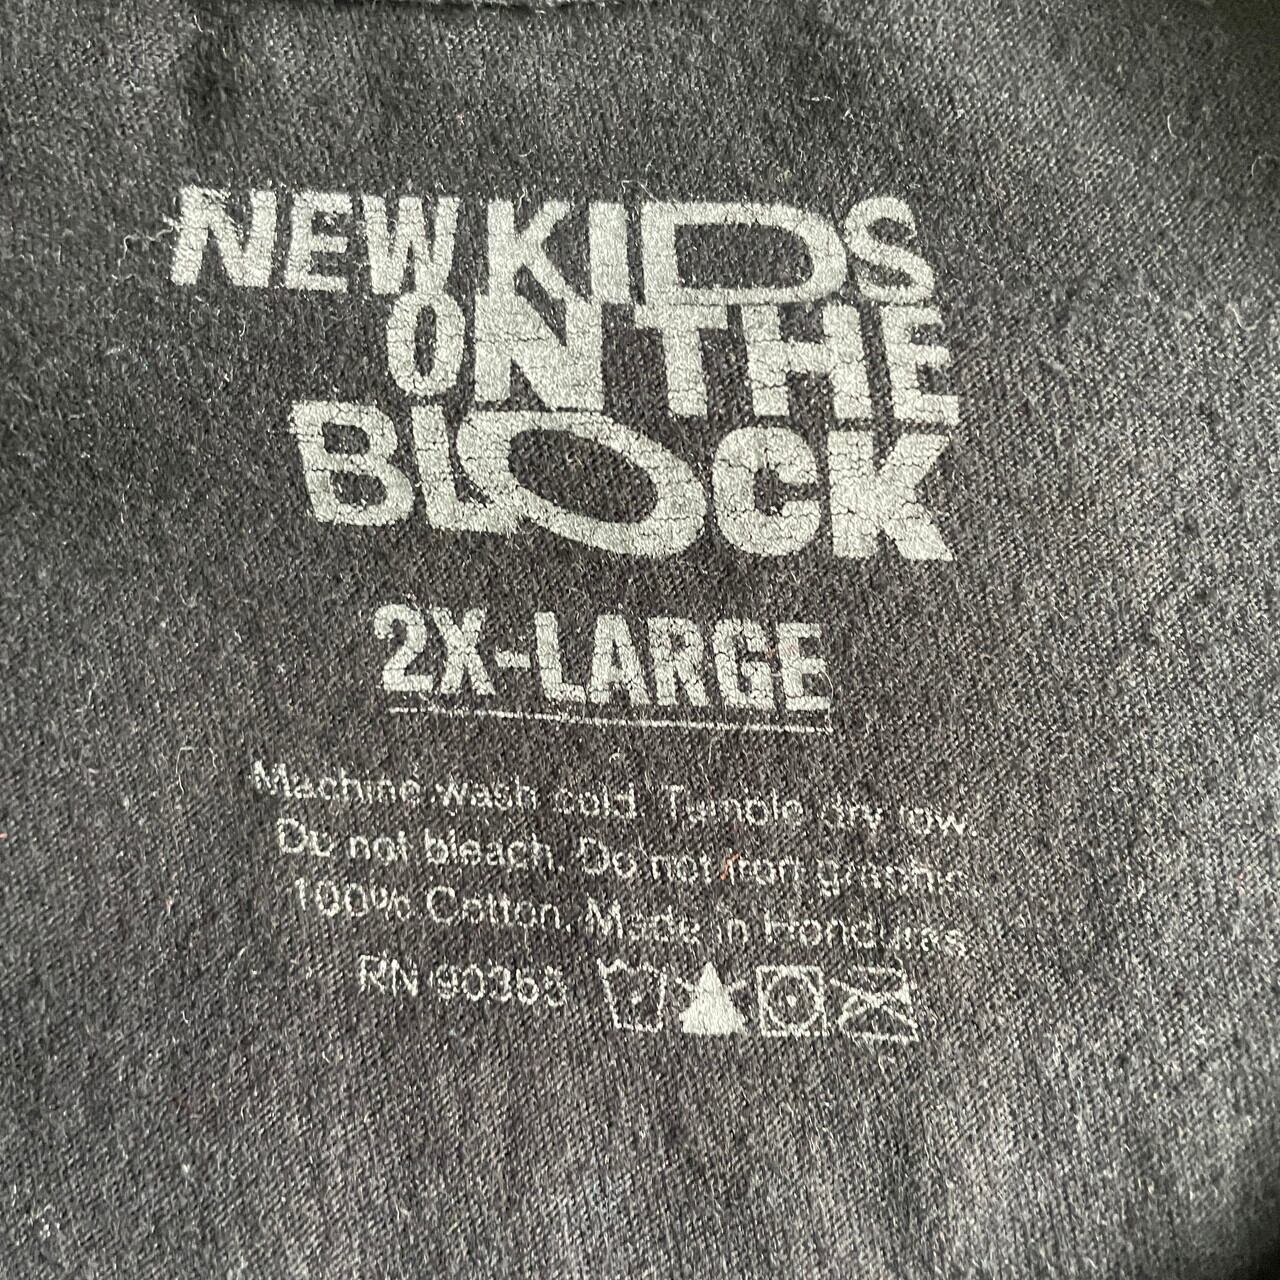 NEW KIDS
ON THE
BLOCK
2X-LARGE
Machine wash cold. Tumble dry low.
Do not bleach. Do not iron graphic.
100% Cotton. Made in Honduras.
RN 90353